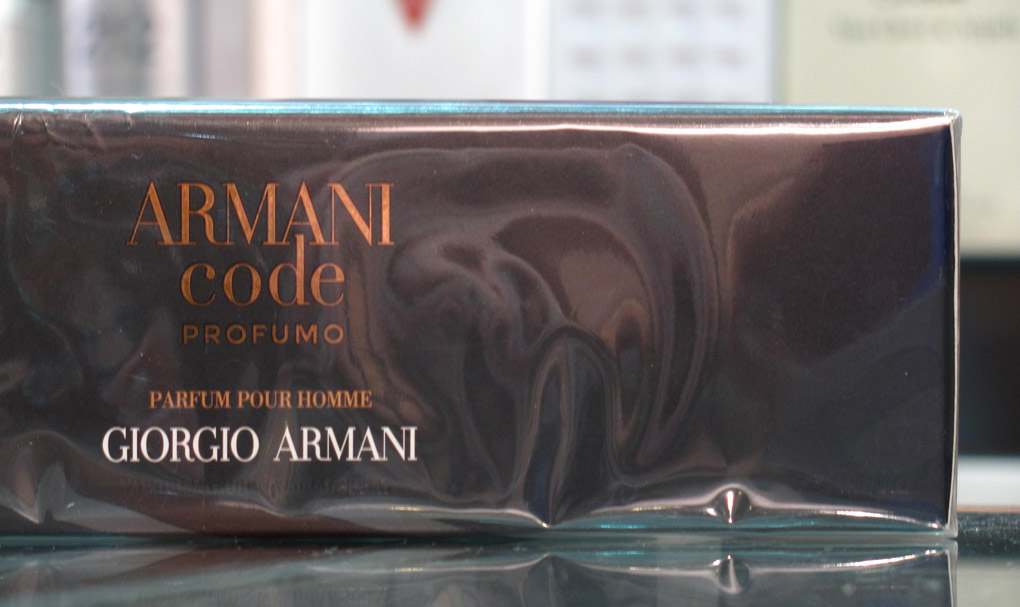 ARMANI
code
PROFUMO
PARFUM POUR HOMME
GIORGIO ARMANI